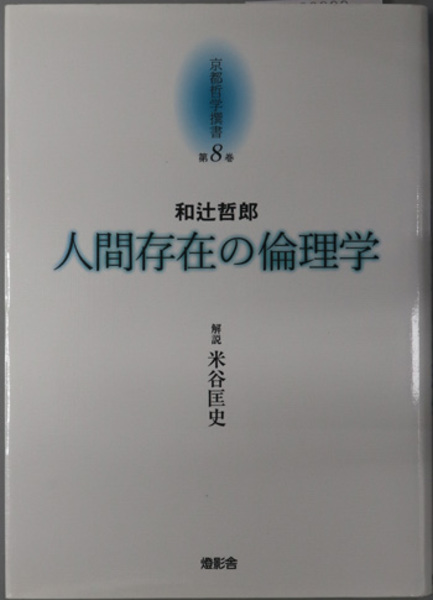 京都哲学撰書
第8巻
和辻哲郎
人間存在の倫理学
解説 米谷匡史
燈影舎